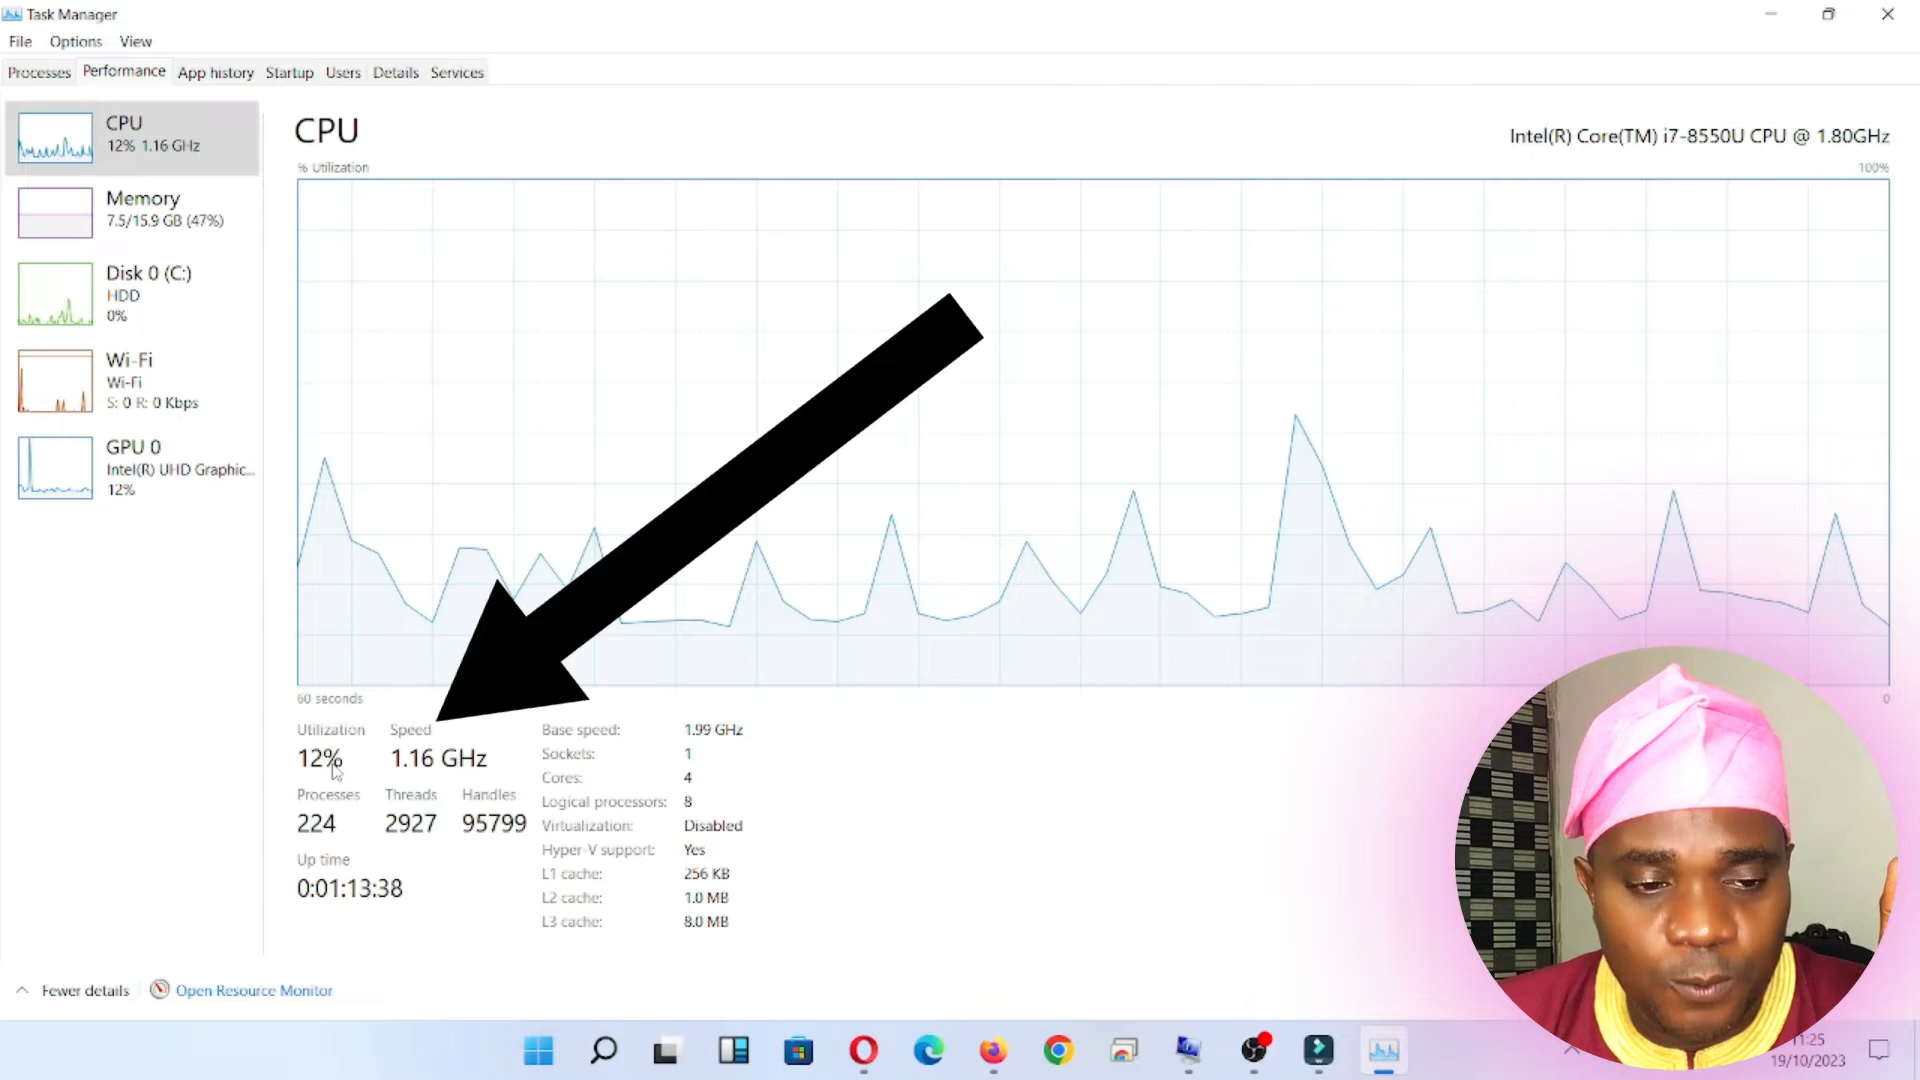 Task Manager
File Options View
Processes Performance App history Startup Users Details Services
CPU
12% 1.16 GHz
Memory
7.5/15.9 GB (47%)
Disk 0 (C:)
HDD
0%
Wi-Fi
Wi-Fi
S: 0 R: 0 Kbps
GPU 0
Intel(R) UHD Graphic...
12%
CPU
Intel(R) Core(TM) i7-8550U CPU @ 1.80GHz
% Utilization
100%
60 seconds
0
Utilization
12%
Speed
1.16 GHz
Processes
224
Threads
2927
Handles
95799
Up time
0:01:13:38
Base speed: 1.99 GHz
Sockets: 1
Cores: 4
Logical processors: 8
Virtualization: Disabled
Hyper-V support: Yes
L1 cache: 256 KB
L2 cache: 1.0 MB
L3 cache: 8.0 MB
Fewer details
Open Resource Monitor
11:25
19/10/2023